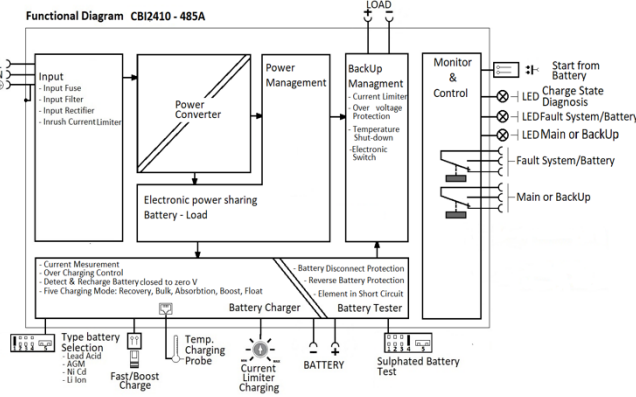 Functional Diagram CBI2410 - 485A
LOAD
+ −
N
Input
- Input Fuse
- Input Filter
- Input Rectifier
- Inrush Current Limiter
Power
Converter
Power
Management
BackUp
Managment
- Current Limiter
- Over voltage
Protection
- Temperature
Shut-down
-Electronic
Switch
Monitor
&
Control
Start from
Battery
LED Charge State
Diagnosis
LED Fault System/Battery
LED Main or BackUp
Fault System/Battery
Main or BackUp
Electronic power sharing
Battery - Load
- Current Mesurement
- Over Charging Control
- Detect & Recharge Battery closed to zero V
- Five Charging Mode: Recovery, Bulk, Absorbtion, Boost, Float
Battery Charger
- Battery Disconnect Protection
- Reverse Battery Protection
- Element in Short Circuit
Battery Tester
Type battery
Selection
- Lead Acid
- AGM
- Ni Cd
- Li Ion
Fast/Boost
Charge
Temp.
Charging
Probe
Current
Limiter
Charging
− +
BATTERY
Sulphated Battery
Test